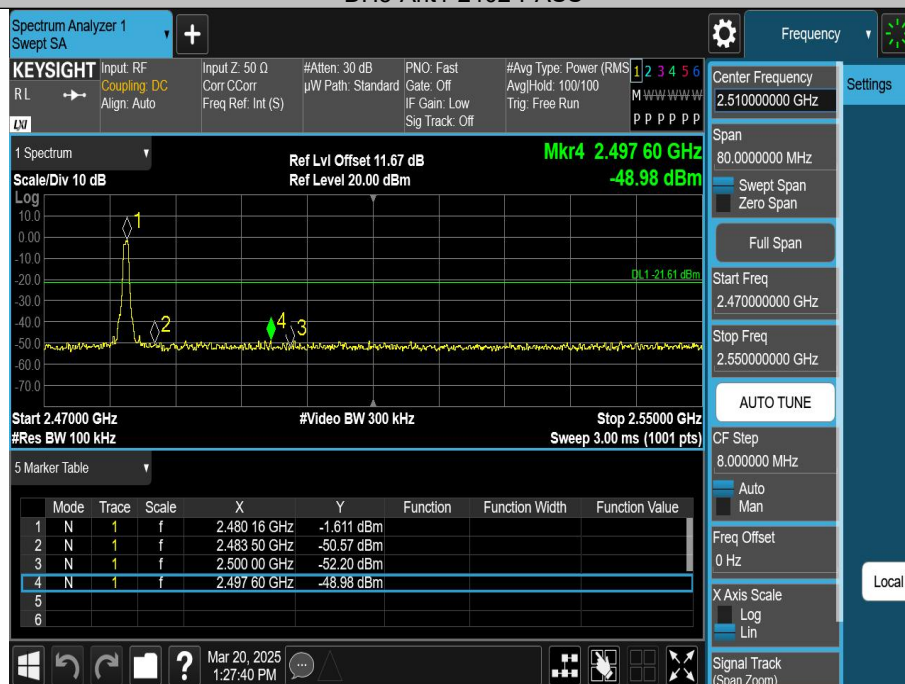 Spectrum Analyzer 1
Swept SA
+
Frequency
KEYSIGHT
RL
LXI
Input: RF
Coupling: DC
Align: Auto
Input Z: 50 Ω
Corr CCorr
Freq Ref: Int (S)
#Atten: 30 dB
µW Path: Standard
PNO: Fast
Gate: Off
IF Gain: Low
Sig Track: Off
#Avg Type: Power (RMS
Avg|Hold: 100/100
Trig: Free Run
1 2 3 4 5 6
M W W W W W
P P P P P P
1 Spectrum
Scale/Div 10 dB
Ref Lvl Offset 11.67 dB
Ref Level 20.00 dBm
Mkr4 2.497 60 GHz
-48.98 dBm
Log
10.0
0.00
-10.0
-20.0
-30.0
-40.0
-50.0
-60.0
-70.0
1
2
4
3
DL1 -21.61 dBm
Start 2.47000 GHz
#Video BW 300 kHz
Stop 2.55000 GHz
#Res BW 100 kHz
Sweep 3.00 ms (1001 pts)
5 Marker Table
Mode Trace Scale X Y Function Function Width Function Value
1 N 1 f 2.480 16 GHz -1.611 dBm
2 N 1 f 2.483 50 GHz -50.57 dBm
3 N 1 f 2.500 00 GHz -52.20 dBm
4 N 1 f 2.497 60 GHz -48.98 dBm
5
6
?
Mar 20, 2025
1:27:40 PM
Center Frequency
2.510000000 GHz
Settings
Span
80.0000000 MHz
Swept Span
Zero Span
Full Span
Start Freq
2.470000000 GHz
Stop Freq
2.550000000 GHz
AUTO TUNE
CF Step
8.000000 MHz
Auto
Man
Freq Offset
0 Hz
X Axis Scale
Log
Lin
Local
Signal Track
(Span Zoom)